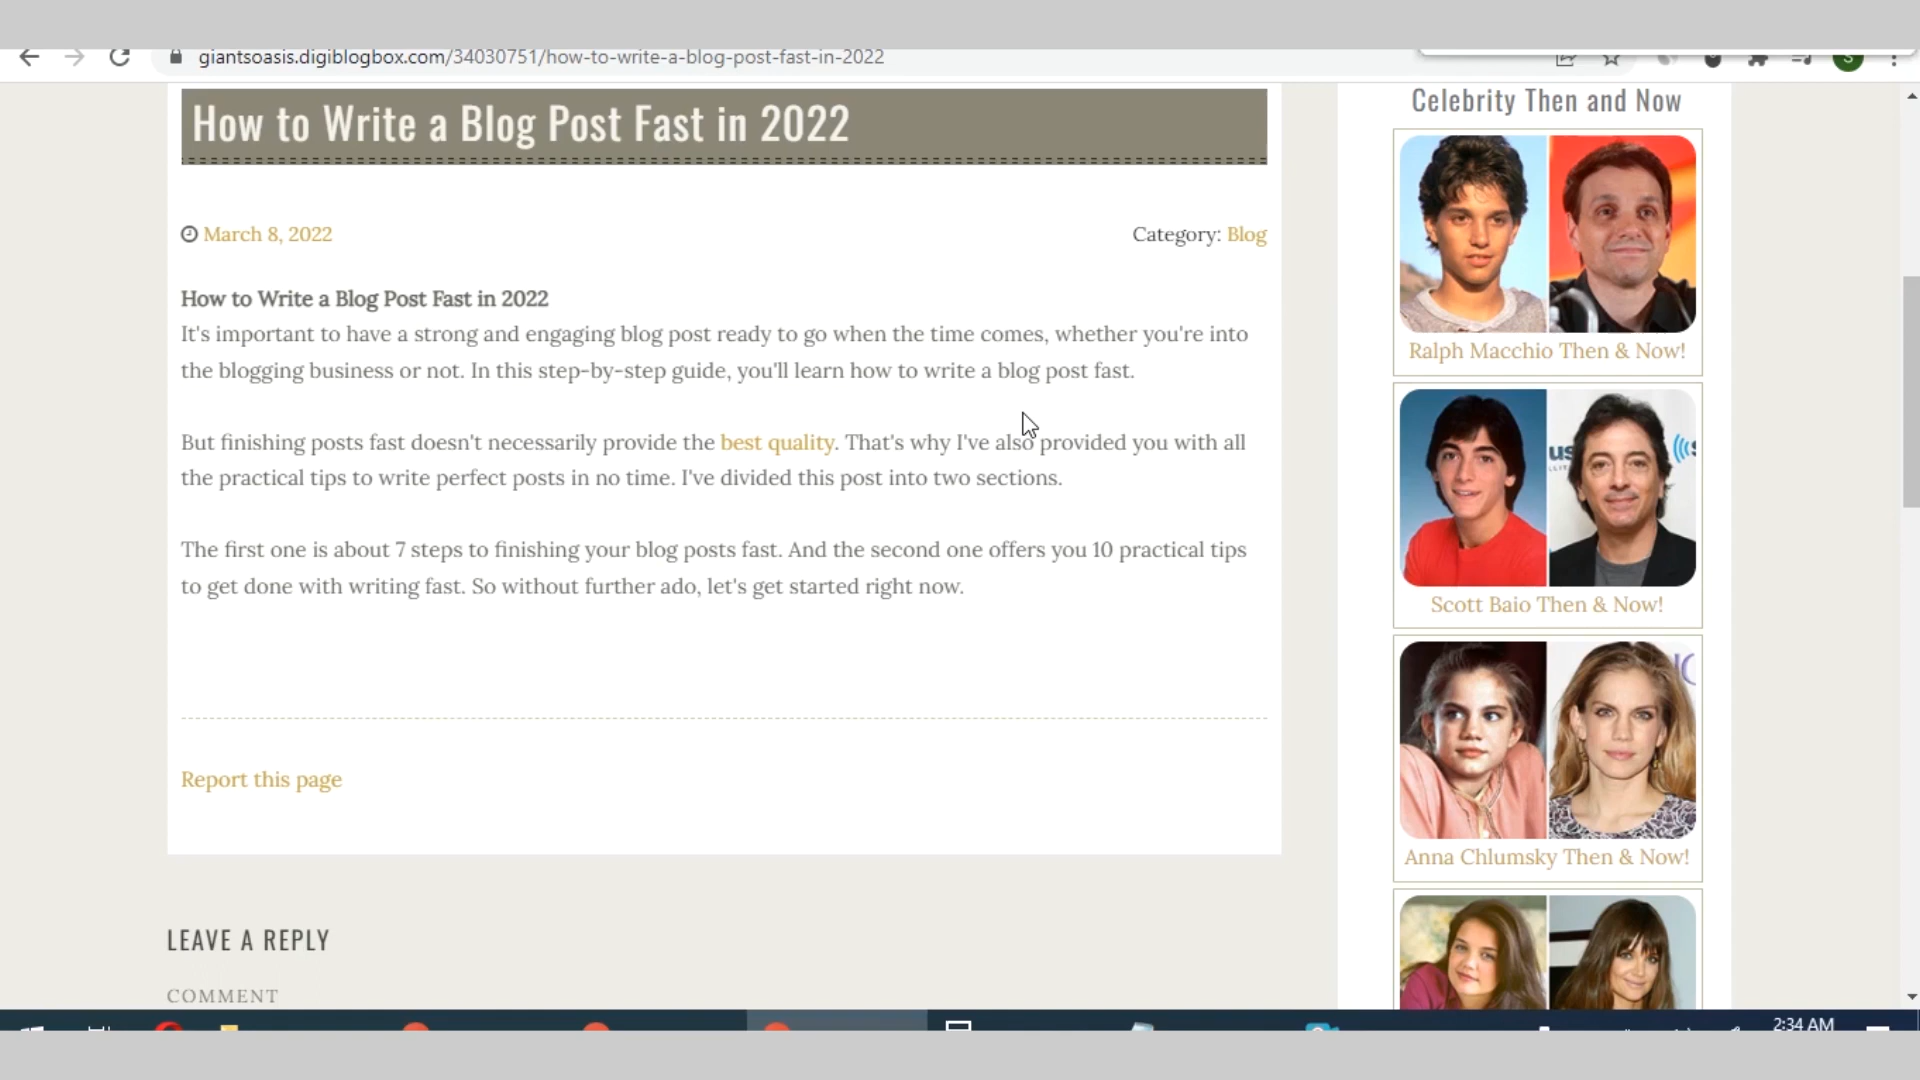 giantsoasis.digiblogbox.com/34030751/how-to-write-a-blog-post-fast-in-2022
How to Write a Blog Post Fast in 2022
March 8, 2022
Category: Blog
How to Write a Blog Post Fast in 2022
It's important to have a strong and engaging blog post ready to go when the time comes, whether you're into
the blogging business or not. In this step-by-step guide, you'll learn how to write a blog post fast.
But finishing posts fast doesn't necessarily provide the best quality. That's why I've also provided you with all
the practical tips to write perfect posts in no time. I've divided this post into two sections.
The first one is about 7 steps to finishing your blog posts fast. And the second one offers you 10 practical tips
to get done with writing fast. So without further ado, let's get started right now.
Report this page
LEAVE A REPLY
COMMENT
Celebrity Then and Now
Ralph Macchio Then & Now!
Scott Baio Then & Now!
Anna Chlumsky Then & Now!
2:34 AM